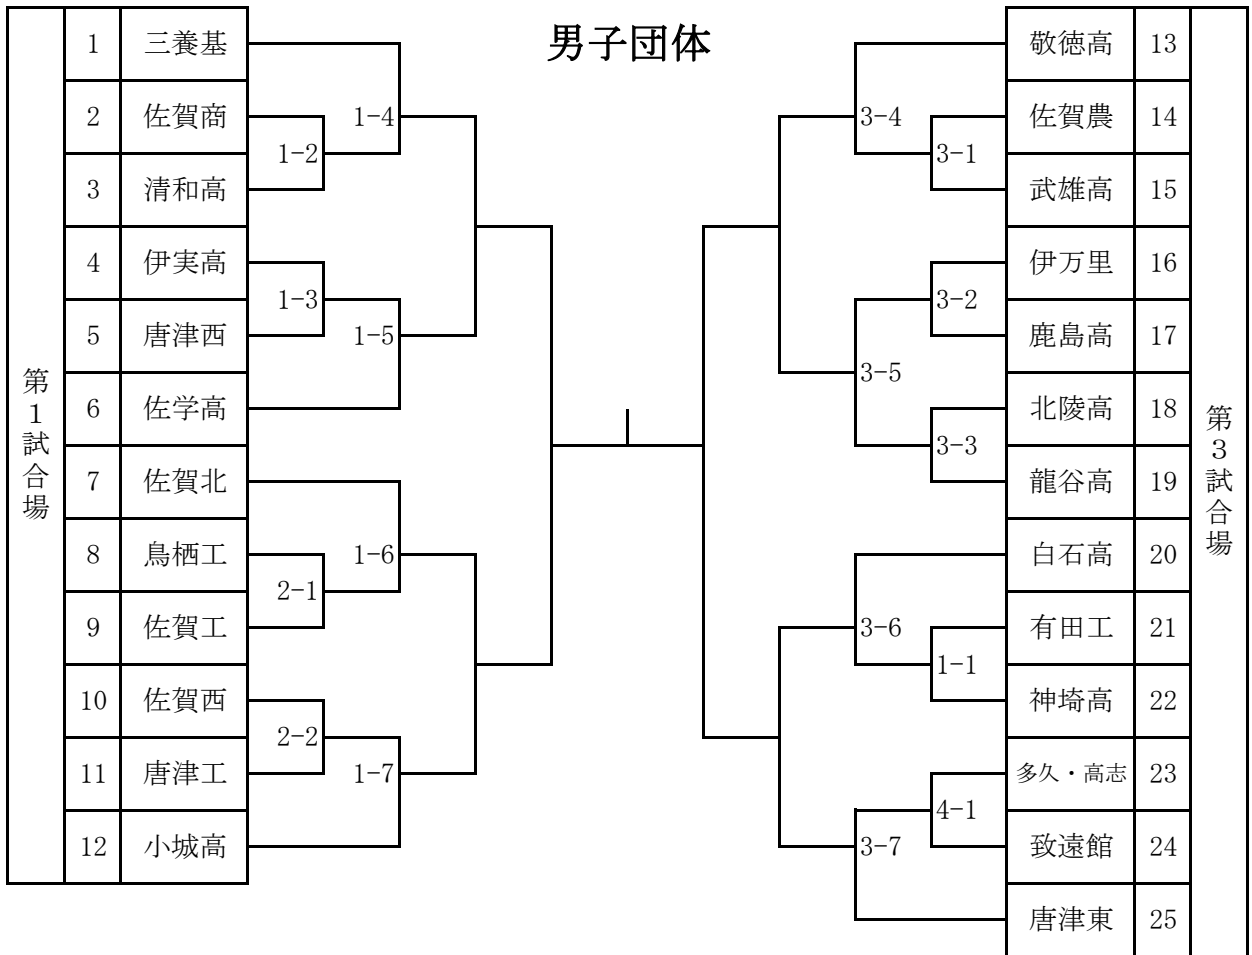 男子団体
第1試合場
1 三養基
2 佐賀商
3 清和高
4 伊実高
5 唐津西
6 佐学高
7 佐賀北
8 鳥栖工
9 佐賀工
10 佐賀西
11 唐津工
12 小城高
1-2
1-3
2-1
2-2
1-4
1-5
1-6
1-7
3-4
3-5
3-6
3-7
3-1
3-2
3-3
1-1
4-1
敬徳高 13
佐賀農 14
武雄高 15
伊万里 16
鹿島高 17
北陵高 18
龍谷高 19
白石高 20
有田工 21
神埼高 22
多久・高志 23
致遠館 24
唐津東 25
第3試合場